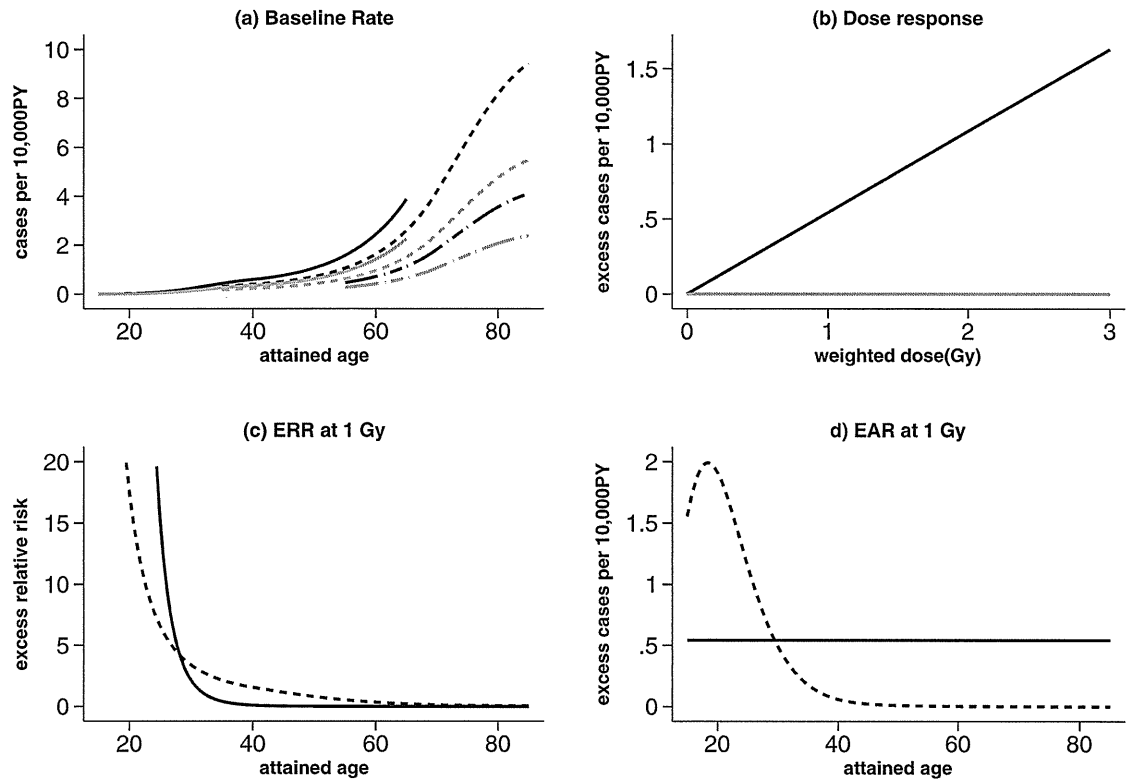 (a) Baseline Rate
cases per 10,000PY
10
8
6
4
2
0
20 40 60 80
attained age
(b) Dose response
excess cases per 10,000PY
1.5
1
.5
0
0 1 2 3
weighted dose(Gy)
(c) ERR at 1 Gy
excess relative risk
20
15
10
5
0
20 40 60 80
attained age
d) EAR at 1 Gy
excess cases per 10,000PY
2
1.5
1
.5
0
20 40 60 80
attained age